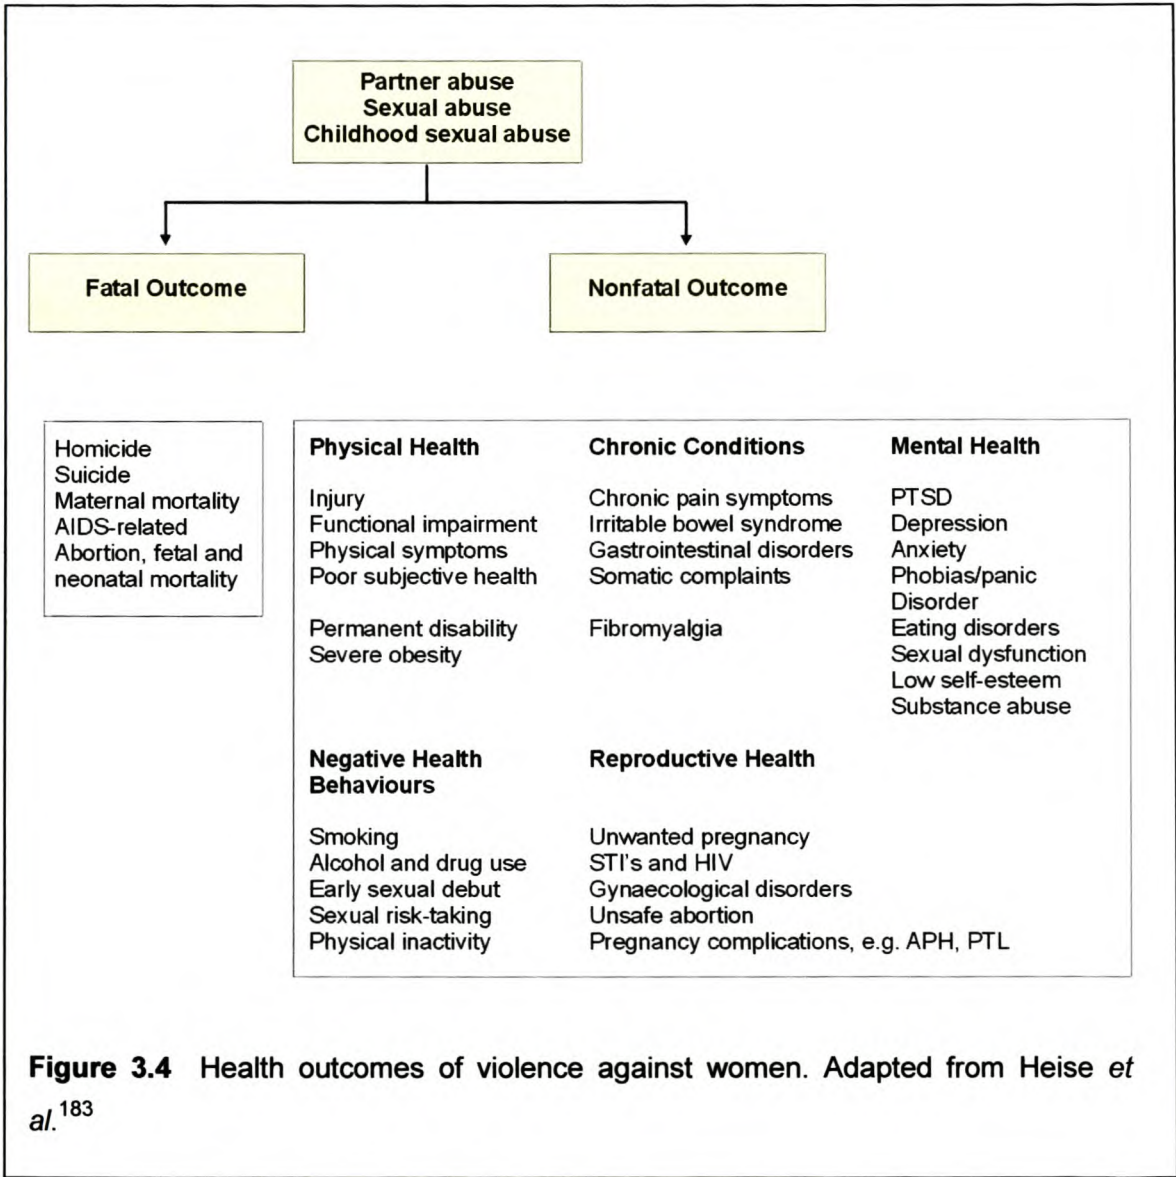 Partner abuse
Sexual abuse
Childhood sexual abuse
Fatal Outcome
Nonfatal Outcome
Homicide
Suicide
Maternal mortality
AIDS-related
Abortion, fetal and
neonatal mortality
Physical Health
Injury
Functional impairment
Physical symptoms
Poor subjective health
Permanent disability
Severe obesity
Chronic Conditions
Chronic pain symptoms
Irritable bowel syndrome
Gastrointestinal disorders
Somatic complaints
Fibromyalgia
Mental Health
PTSD
Depression
Anxiety
Phobias/panic
Disorder
Eating disorders
Sexual dysfunction
Low self-esteem
Substance abuse
Negative Health
Behaviours
Smoking
Alcohol and drug use
Early sexual debut
Sexual risk-taking
Physical inactivity
Reproductive Health
Unwanted pregnancy
STI's and HIV
Gynaecological disorders
Unsafe abortion
Pregnancy complications, e.g. APH, PTL
Figure 3.4 Health outcomes of violence against women. Adapted from Heise et
al.183